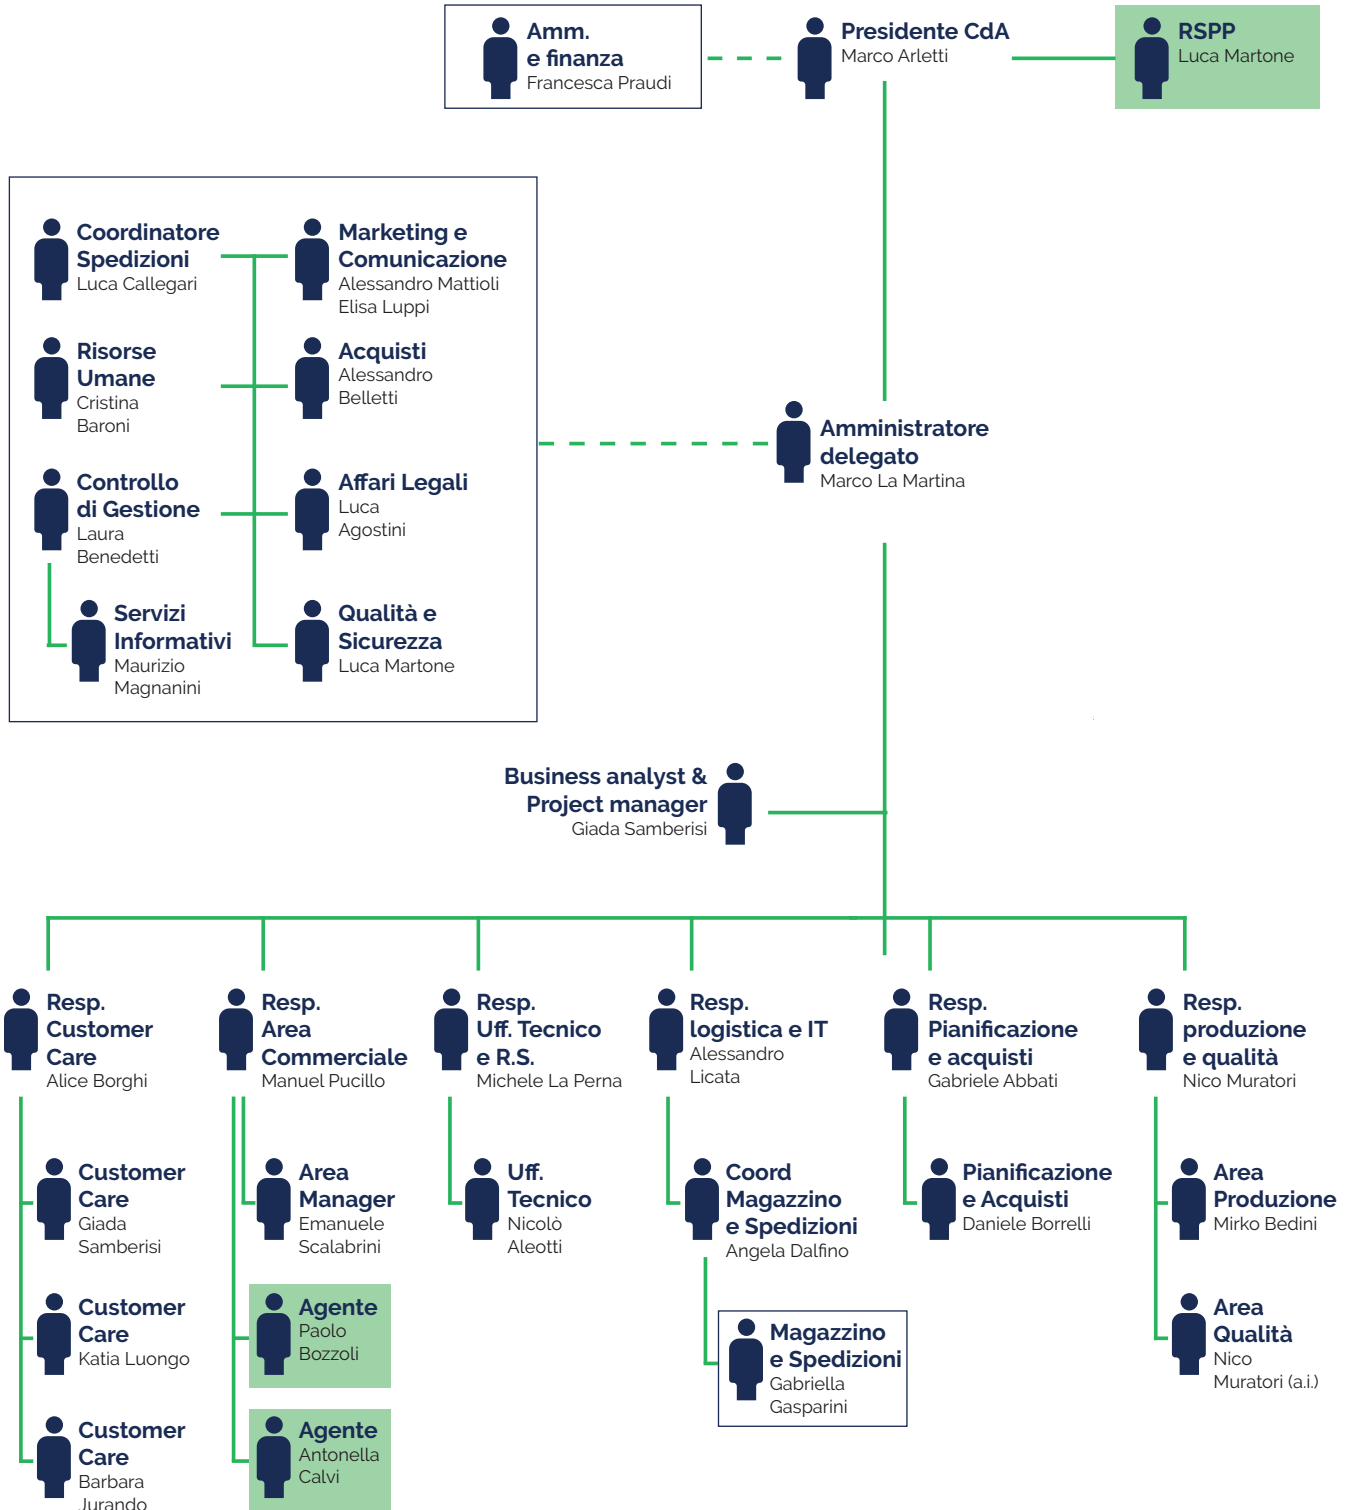 Amm.
e finanza
Francesca Praudi
Presidente CdA
Marco Arletti
RSPP
Luca Martone
Coordinatore
Spedizioni
Luca Callegari
Marketing e
Comunicazione
Alessandro Mattioli
Elisa Luppi
Risorse
Umane
Cristina
Baroni
Acquisti
Alessandro
Belletti
Amministratore
delegato
Marco La Martina
Controllo
di Gestione
Laura
Benedetti
Affari Legali
Luca
Agostini
Servizi
Informativi
Maurizio
Magnanini
Qualità e
Sicurezza
Luca Martone
Business analyst &
Project manager
Giada Samberisi
Resp.
Customer
Care
Alice Borghi
Resp.
Area
Commerciale
Manuel Pucillo
Resp.
Uff. Tecnico
e R.S.
Michele La Perna
Resp.
logistica e IT
Alessandro
Licata
Resp.
Pianificazione
e acquisti
Gabriele Abbati
Resp.
produzione
e qualità
Nico Muratori
Customer
Care
Giada
Samberisi
Area
Manager
Emanuele
Scalabrini
Uff.
Tecnico
Nicolò
Aleotti
Coord
Magazzino
e Spedizioni
Angela Dalfino
Pianificazione
e Acquisti
Daniele Borrelli
Area
Produzione
Mirko Bedini
Customer
Care
Katia Luongo
Agente
Paolo
Bozzoli
Magazzino
e Spedizioni
Gabriella
Gasparini
Area
Qualità
Nico
Muratori (a.i.)
Customer
Care
Barbara
Jurando
Agente
Antonella
Calvi